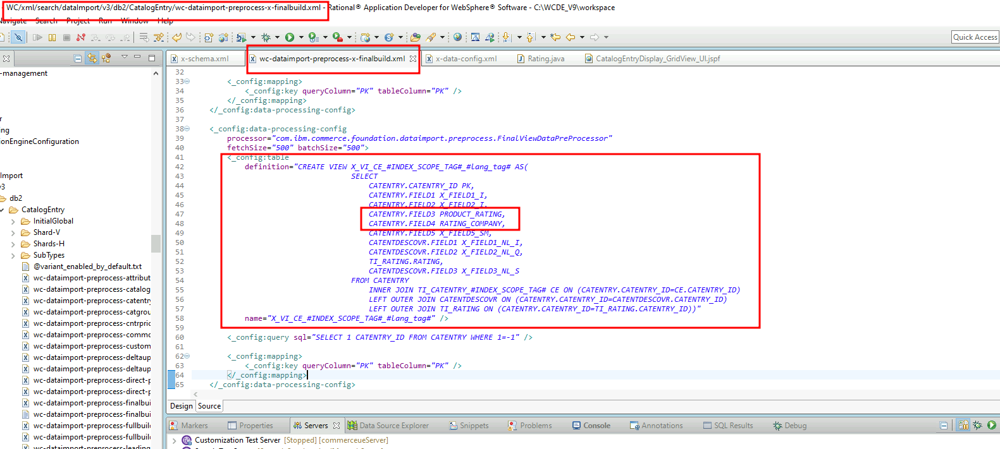 - WC/xml/search/dataImport/v3/db2/CatalogEntry/wc-dataimport-preprocess-x-finalbuild.xml - Rational® Application Developer for WebSphere® Software - C:\WCDE_V9\workspace
Navigate Search Project Run Window Help
Quick Access
x-schema.xml wc-dataimport-preprocess-x-finalbuild.xml x-data-config.xml Rating.java CatalogEntryDisplay_GridView_UI.jspf
-management
r
ing
ionEngineConfiguration
Import
v3
db2
CatalogEntry
InitialGlobal
Shard-V
Shards-H
SubTypes
@variant_enabled_by_default.txt
wc-dataimport-preprocess-attribut
wc-dataimport-preprocess-catalog
wc-dataimport-preprocess-catentry
wc-dataimport-preprocess-catgrou
wc-dataimport-preprocess-cntrpric
wc-dataimport-preprocess-commo
wc-dataimport-preprocess-custom
wc-dataimport-preprocess-deltaup
wc-dataimport-preprocess-deltaup
wc-dataimport-preprocess-direct-p
wc-dataimport-preprocess-direct-p
wc-dataimport-preprocess-finalbui
wc-dataimport-preprocess-finalbui
wc-dataimport-preprocess-fullbuil
wc-dataimport-preprocess-fullbuil
wc-dataimport-preprocess-leading
32
33 <_config:mapping>
34 <_config:key queryColumn="PK" tableColumn="PK" />
35 </_config:mapping>
36 </_config:data-processing-config>
37
38 <_config:data-processing-config
39 processor="com.ibm.commerce.foundation.dataimport.preprocess.FinalViewDataPreProcessor"
40 fetchSize="500" batchSize="500">
41 <_config:table
42 definition="CREATE VIEW X_VI_CE_#INDEX_SCOPE_TAG#_#lang_tag# AS(
43 SELECT
44 CATENTRY.CATENTRY_ID PK,
45 CATENTRY.FIELD1 X_FIELD1_I,
46 CATENTRY.FIELD2 X_FIELD2_I,
47 CATENTRY.FIELD3 PRODUCT_RATING,
48 CATENTRY.FIELD4 RATING_COMPANY,
49 CATENTRY.FIELD5 X_FIELD5_SM,
50 CATENTDESCOVR.FIELD1 X_FIELD1_NL_I,
51 CATENTDESCOVR.FIELD2 X_FIELD2_NL_Q,
52 TI_RATING.RATING,
53 CATENTDESCOVR.FIELD3 X_FIELD3_NL_S
54 FROM CATENTRY
55 INNER JOIN TI_CATENTRY_#INDEX_SCOPE_TAG# CE ON (CATENTRY.CATENTRY_ID=CE.CATENTRY_ID)
56 LEFT OUTER JOIN CATENTDESCOVR ON (CATENTRY.CATENTRY_ID=CATENTDESCOVR.CATENTRY_ID)
57 LEFT OUTER JOIN TI_RATING ON (CATENTRY.CATENTRY_ID=TI_RATING.CATENTRY_ID))"
58 name="X_VI_CE_#INDEX_SCOPE_TAG#_#lang_tag#" />
59
60 <_config:query sql="SELECT 1 CATENTRY_ID FROM CATENTRY WHERE 1=-1" />
61
62 <_config:mapping>
63 <_config:key queryColumn="PK" tableColumn="PK" />
64 </_config:mapping>
65 </_config:data-processing-config>
Design Source
Markers Properties Servers Data Source Explorer Snippets Problems Console Annotations SQL Results Debug
Customization Test Server [Stopped] [commerceueServer]